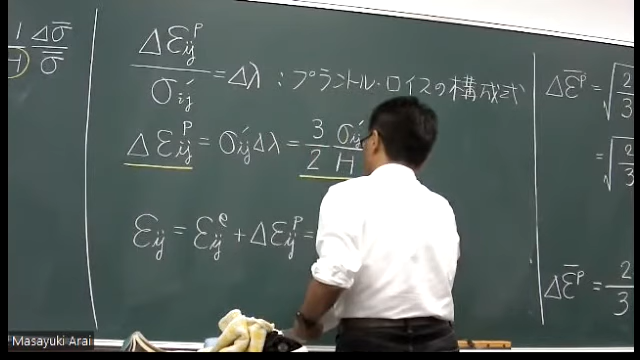 1/H Δσ̄/σ̄
Δε_ij^p/σ'_ij = Δλ : プラントル・ロイスの構成式
Δε_ij^p = σ'_ij Δλ = 3/2 σ'_ij/H
ε_ij = ε_ij^e + Δε_ij^p =
Δε̄^p = √2/3
= √2/3
Δε̄^p = 2/3
Masayuki Arai